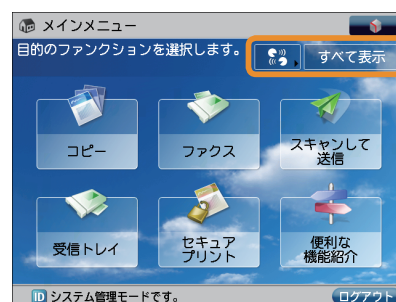 メインメニュー
目的のファンクションを選択します。
すべて表示
コピー
ファクス
スキャンして
送信
受信トレイ
セキュア
プリント
便利な
機能紹介
ID システム管理モードです。
ログアウト